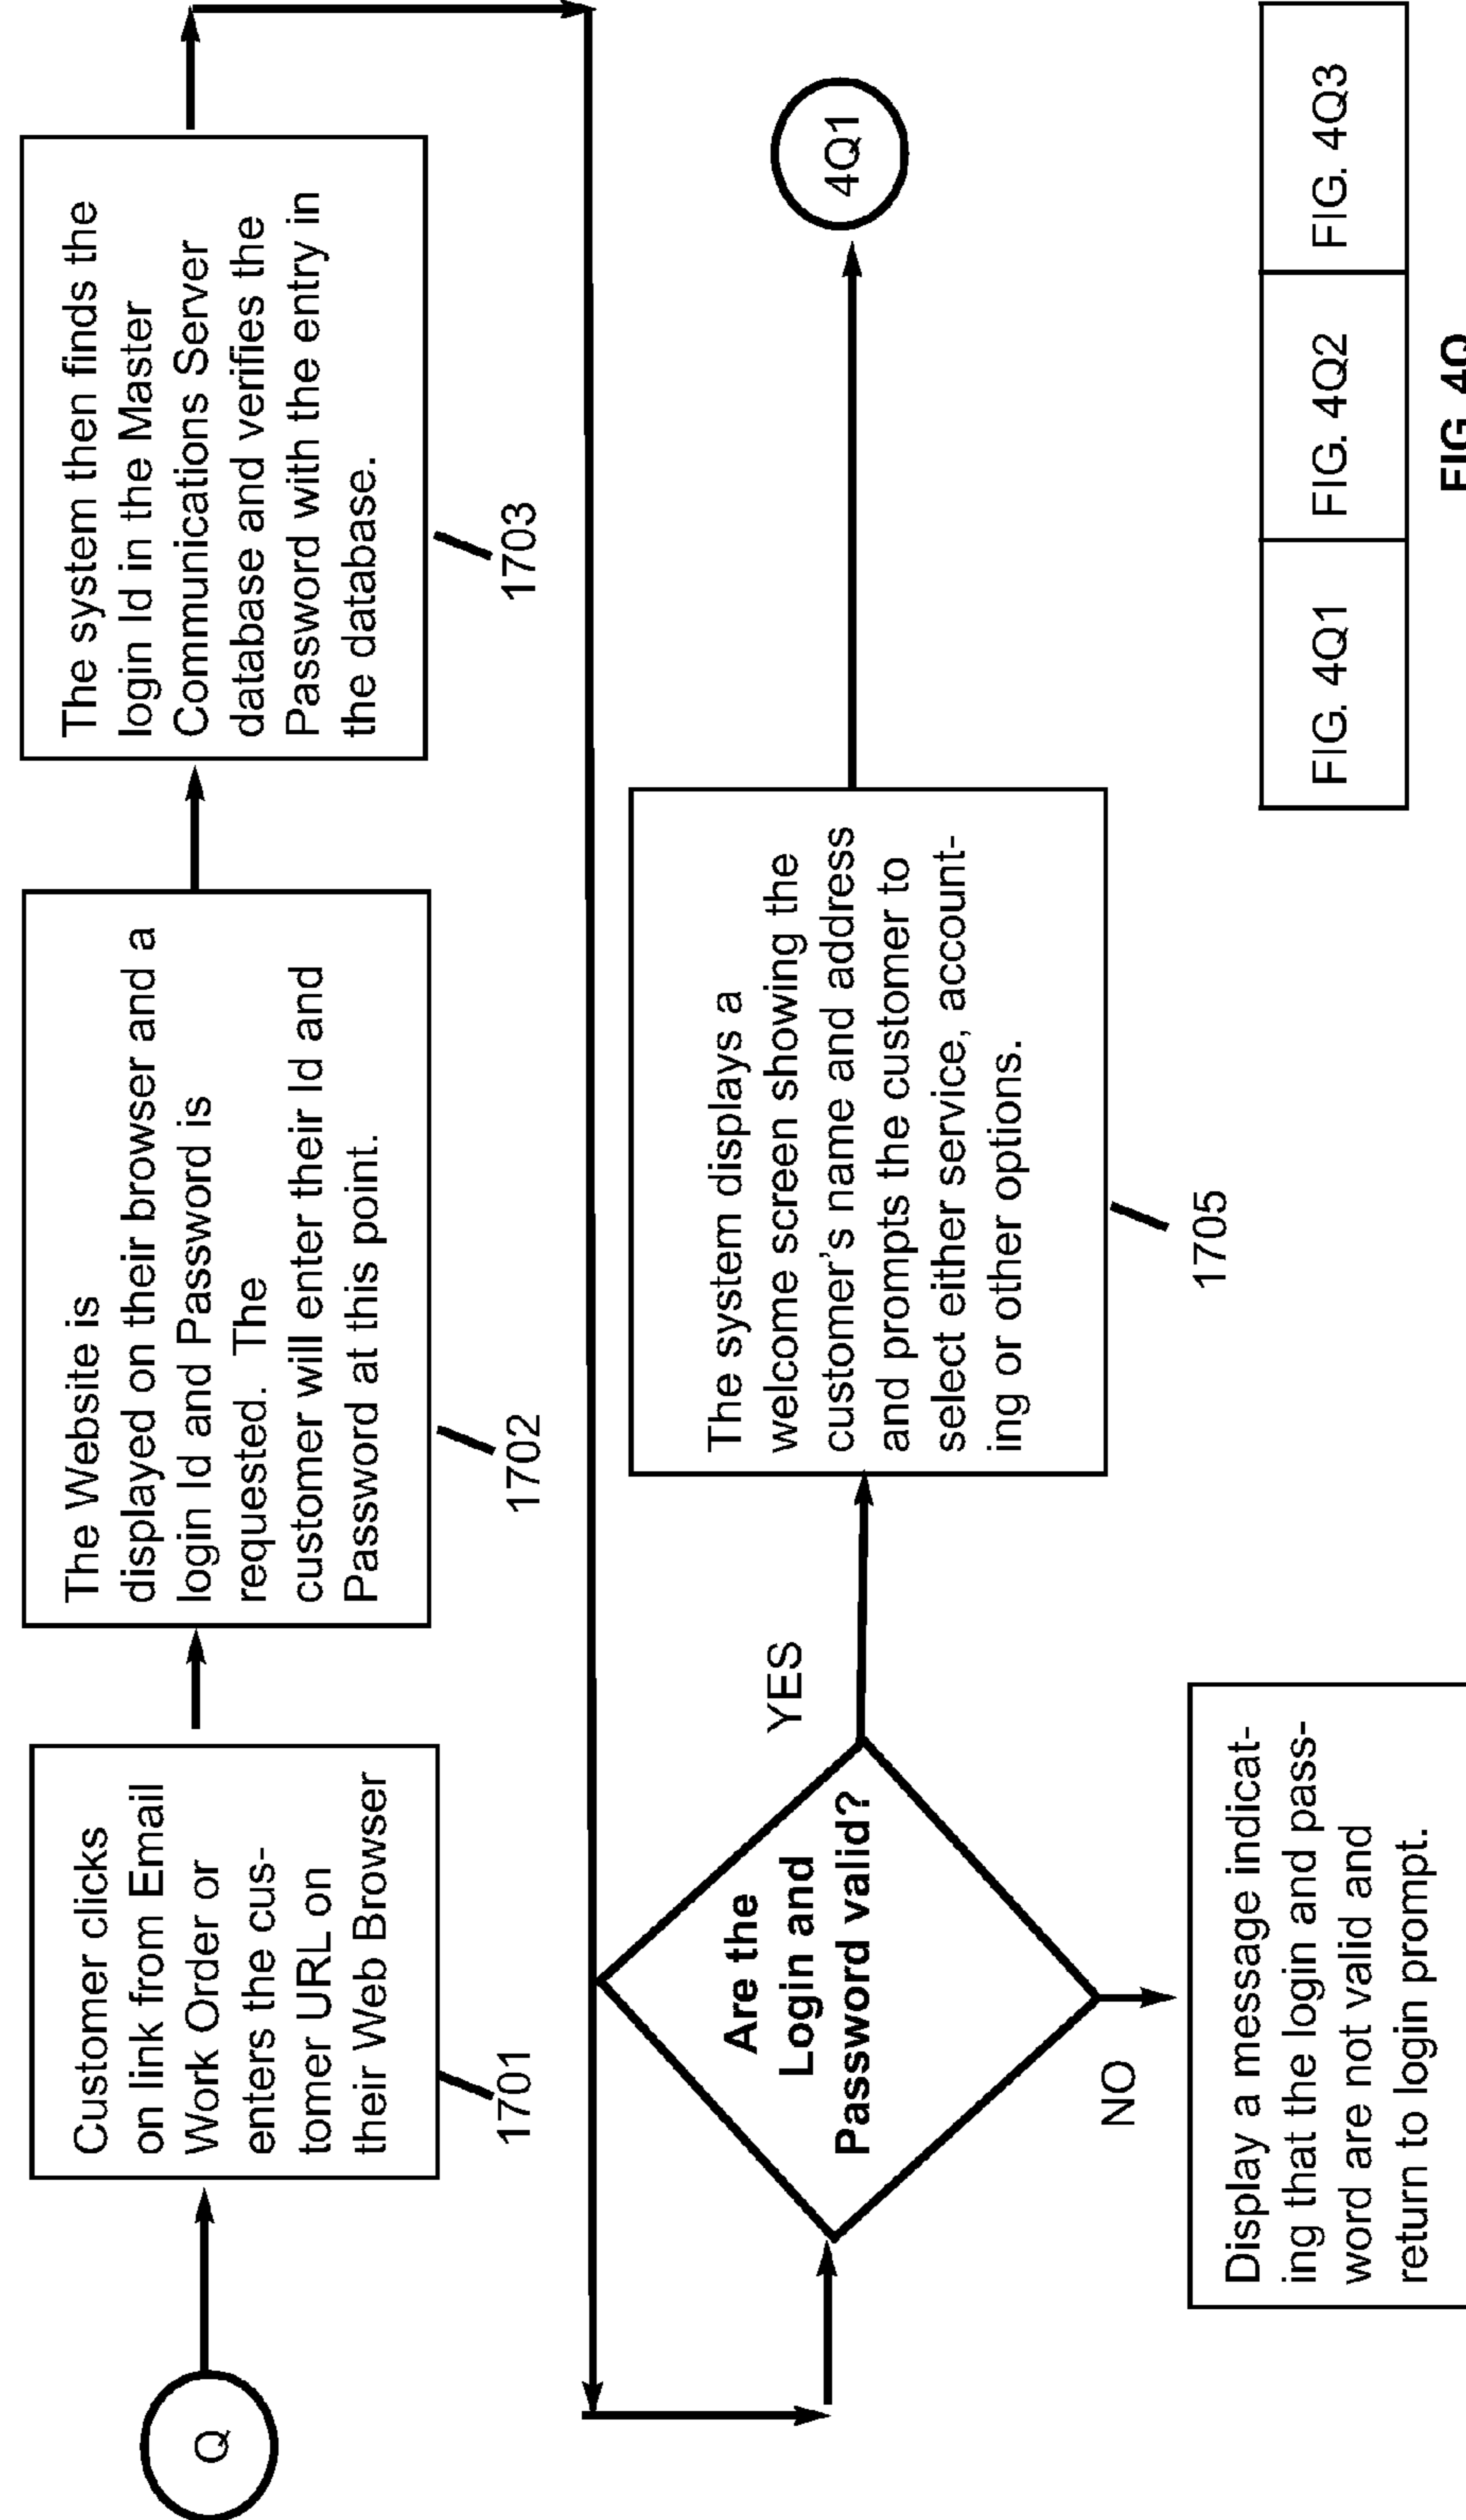 Q
Customer clicks
on link from Email
Work Order or
enters the cus-
tomer URL on
their Web Browser
1701
The Website is
displayed on their browser and a
login Id and Password is
requested. The
customer will enter their Id and
Password at this point.
1702
The system then finds the
login Id in the Master
Communications Server
database and verifies the
Password with the entry in
the database.
1703
Are the
Login and
Password valid?
YES
NO
The system displays a
welcome screen showing the
customer's name and address
and prompts the customer to
select either service, account-
ing or other options.
1705
4Q1
Display a message indicat-
ing that the login and pass-
word are not valid and
return to login prompt.
FIG. 4Q1
FIG. 4Q2
FIG. 4Q3
FIG. 4Q